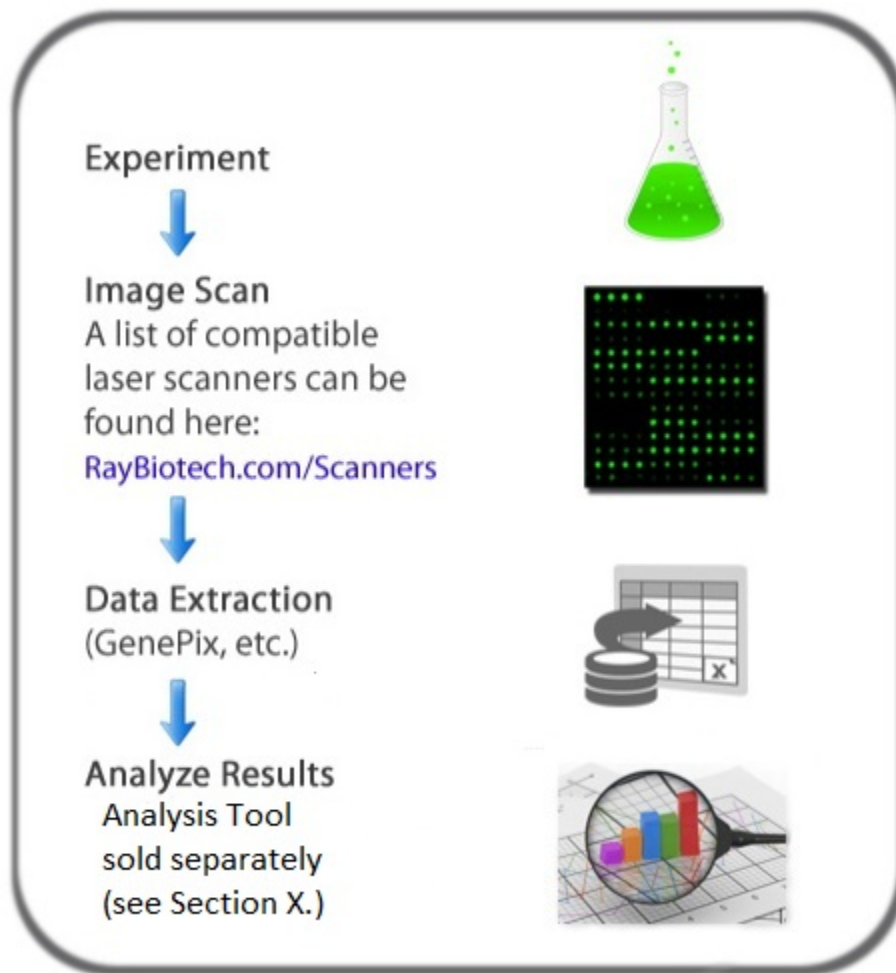 Experiment
Image Scan
A list of compatible
laser scanners can be
found here:
RayBiotech.com/Scanners
Data Extraction
(GenePix, etc.)
X
Analyze Results
Analysis Tool
sold separately
(see Section X.)